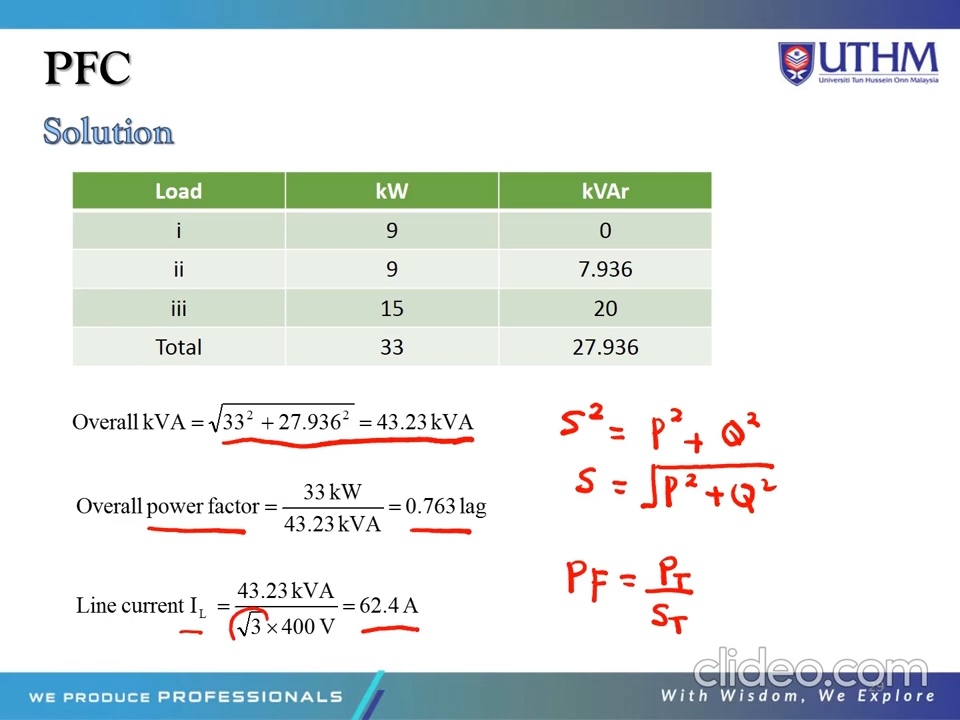 PFC
UTHM
Universiti Tun Hussein Onn Malaysia
Solution
Load kW kVAr
i 9 0
ii 9 7.936
iii 15 20
Total 33 27.936
Overall kVA = √33² + 27.936² = 43.23 kVA
S² = P² + Q²
S = √P² + Q²
Overall power factor = 33 kW / 43.23 kVA = 0.763 lag
PF = PT / ST
Line current IL = 43.23 kVA / √3 × 400 V = 62.4 A
clideo.com
WE PRODUCE PROFESSIONALS
With Wisdom, We Explore